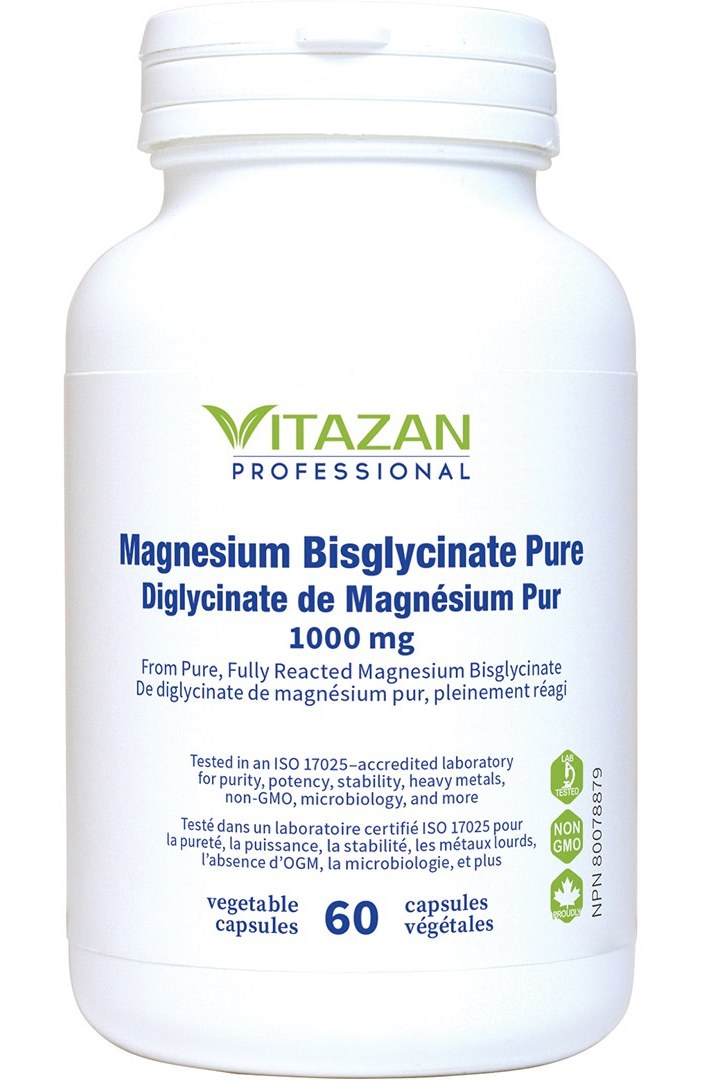 VITAZAN
PROFESSIONAL
Magnesium Bisglycinate Pure
Diglycinate de Magnésium Pur
1000 mg
From Pure, Fully Reacted Magnesium Bisglycinate
De diglycinate de magnésium pur, pleinement réagi
Tested in an ISO 17025–accredited laboratory
for purity, potency, stability, heavy metals,
non-GMO, microbiology, and more
Testé dans un laboratoire certifié ISO 17025 pour
la pureté, la puissance, la stabilité, les métaux lourds,
l’absence d’OGM, la microbiologie, et plus
LAB
TESTED
NON
GMO
PROUDLY
NPN 80078879
vegetable
capsules
60
capsules
végétales